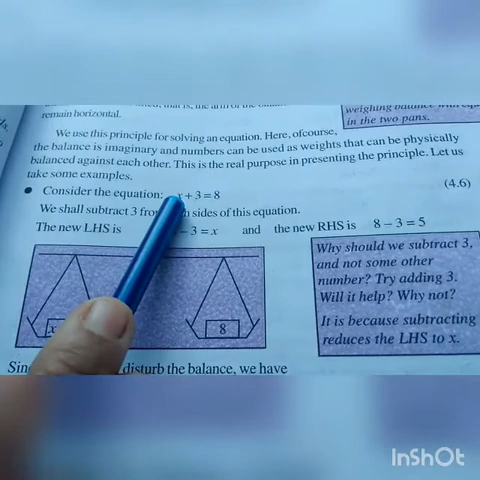 remain horizontal.
weighing balance with
in the two pans.
We use this principle for solving an equation. Here, ofcourse,
the balance is imaginary and numbers can be used as weights that can be physically
balanced against each other. This is the real purpose in presenting the principle. Let us
take some examples.
● Consider the equation: x + 3 = 8 (4.6)
We shall subtract 3 sides of this equation.
The new LHS is – 3 = x and the new RHS is 8 – 3 = 5
Why should we subtract 3,
and not some other
number? Try adding 3.
Will it help? Why not?
It is because subtracting
reduces the LHS to x.
x
8
disturb the balance, we have
InShOt